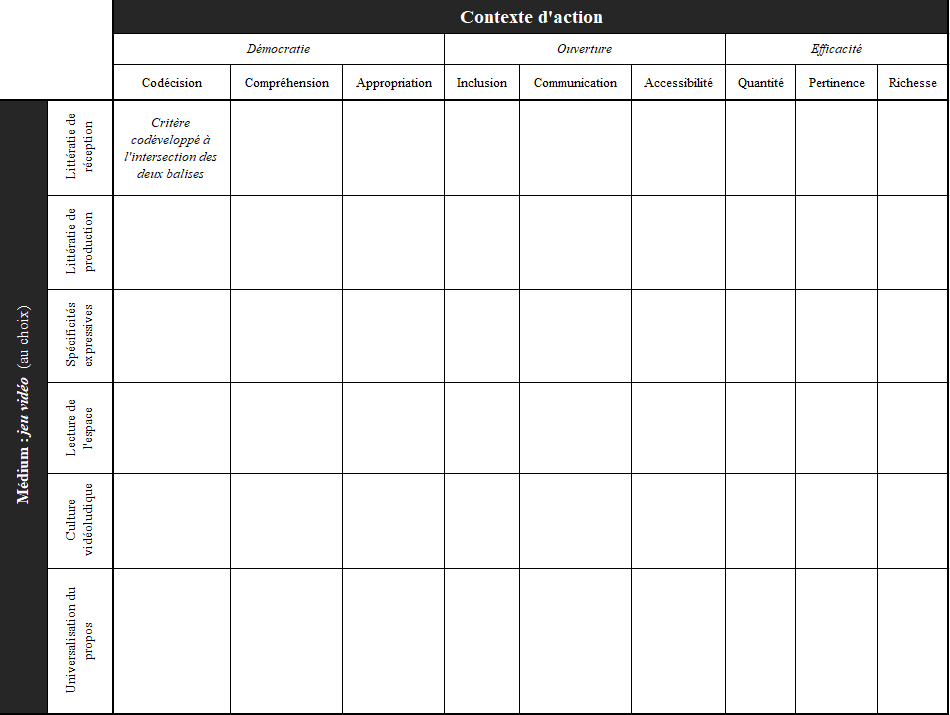 Contexte d'action
Démocratie
Ouverture
Efficacité
Codécision
Compréhension
Appropriation
Inclusion
Communication
Accessibilité
Quantité
Pertinence
Richesse
Médium : jeu vidéo (au choix)
Littératie de
réception
Critère
codéveloppé à
l'intersection des
deux balises
Littératie de
production
Spécificités
expressives
Lecture de
l'espace
Culture
vidéoludique
Universalisation du
propos